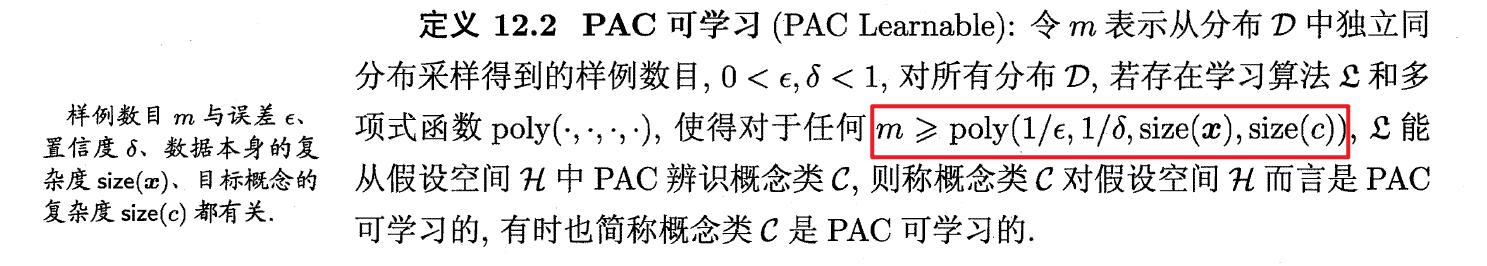 定义 12.2 PAC 可学习 (PAC Learnable): 令 m 表示从分布 𝒟 中独立同
分布采样得到的样例数目, 0 < ϵ, δ < 1, 对所有分布 𝒟, 若存在学习算法 𝔏 和多
项式函数 poly(·, ·, ·, ·), 使得对于任何 m ⩾ poly(1/ϵ, 1/δ, size(𝒙), size(c)), 𝔏 能
从假设空间 ℋ 中 PAC 辨识概念类 𝒞, 则称概念类 𝒞 对假设空间 ℋ 而言是 PAC
可学习的, 有时也简称概念类 𝒞 是 PAC 可学习的.
样例数目 m 与误差 ϵ、
置信度 δ、数据本身的复
杂度 size(𝒙)、目标概念的
复杂度 size(c) 都有关.